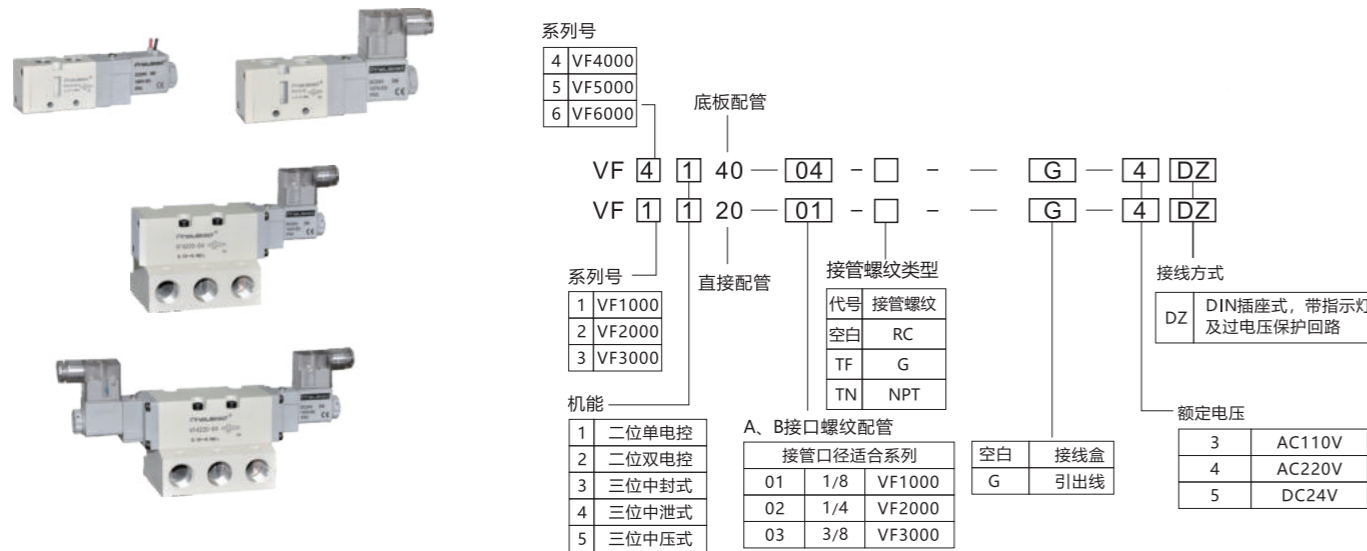 系列号
4 VF4000
5 VF5000
6 VF6000
底板配管
VF 4 1 40 — 04 - □ - — G — 4 DZ
VF 1 1 20 — 01 - □ - — G — 4 DZ
系列号
1 VF1000
2 VF2000
3 VF3000
直接配管
接管螺纹类型
代号 接管螺纹
空白 RC
TF G
TN NPT
接线方式
DZ DIN插座式，带指示灯
及过电压保护回路
机能
1 二位单电控
2 二位双电控
3 三位中封式
4 三位中泄式
5 三位中压式
A、B接口螺纹配管
接管口径适合系列
01 1/8 VF1000
02 1/4 VF2000
03 3/8 VF3000
空白 接线盒
G 引出线
额定电压
3 AC110V
4 AC220V
5 DC24V